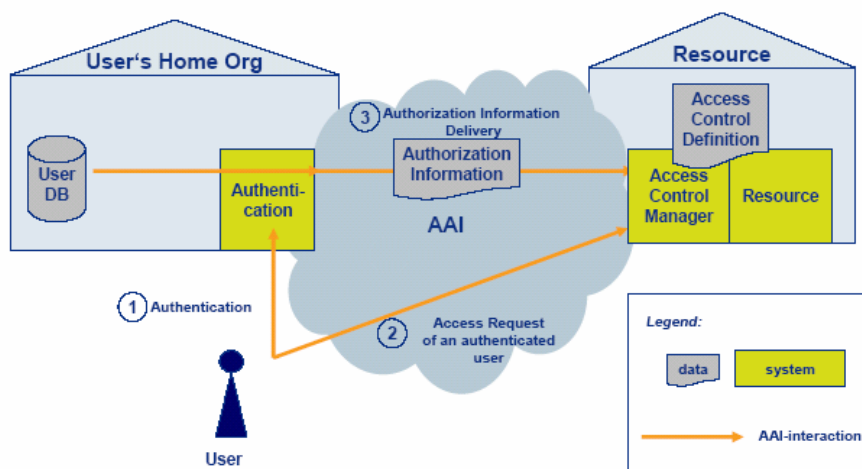 User's Home Org
Resource
3
Authorization Information
Delivery
Access
Control
Definition
User
DB
Authenti-
cation
Authorization
Information
Access
Control
Manager
Resource
AAI
1
Authentication
2
Access Request
of an authenticated
user
User
Legend:
data
system
AAI-interaction